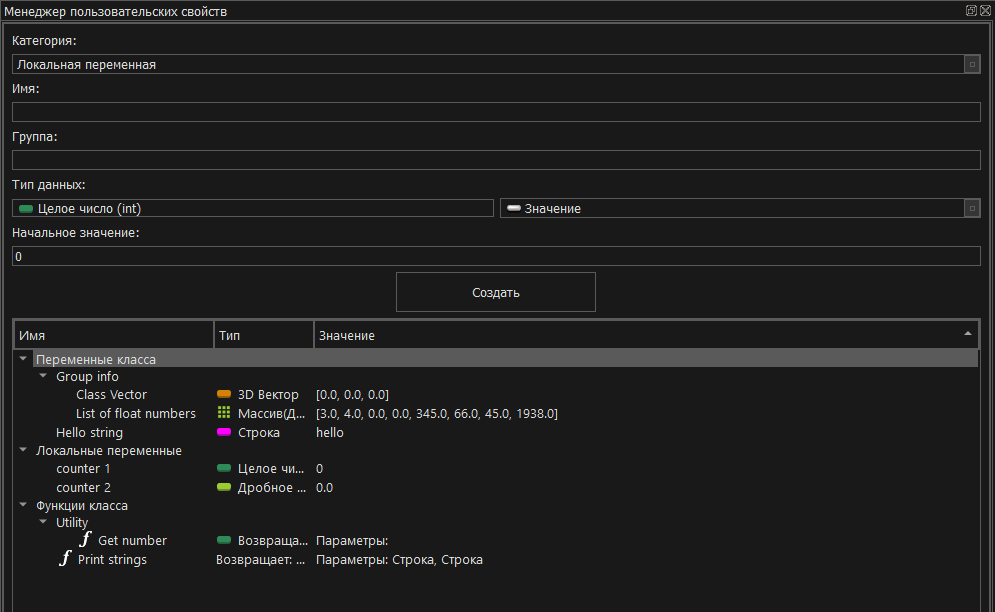 Менеджер пользовательских свойств
Категория:
Локальная переменная
Имя:
Группа:
Тип данных:
Целое число (int) Значение
Начальное значение:
0
Создать
Имя Тип Значение
Переменные класса
Group info
Class Vector 3D Вектор [0.0, 0.0, 0.0]
List of float numbers Массив(Д... [3.0, 4.0, 0.0, 0.0, 345.0, 66.0, 45.0, 1938.0]
Hello string Строка hello
Локальные переменные
counter 1 Целое чи... 0
counter 2 Дробное ... 0.0
Функции класса
Utility
f Get number Возвраща... Параметры:
f Print strings Возвращает: ... Параметры: Строка, Строка